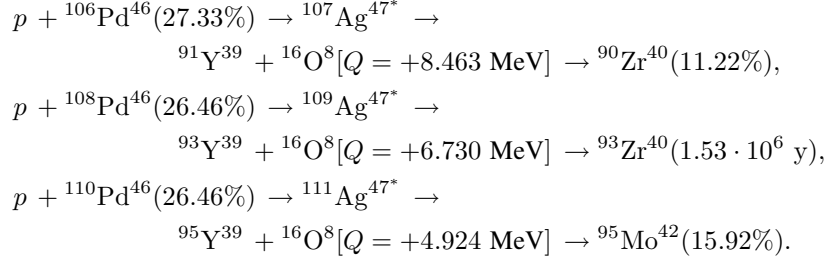 p + ¹⁰⁶Pd⁴⁶(27.33%) → ¹⁰⁷Ag⁴⁷* →
⁹¹Y³⁹ + ¹⁶O⁸[Q = +8.463 MeV] → ⁹⁰Zr⁴⁰(11.22%),
p + ¹⁰⁸Pd⁴⁶(26.46%) → ¹⁰⁹Ag⁴⁷* →
⁹³Y³⁹ + ¹⁶O⁸[Q = +6.730 MeV] → ⁹³Zr⁴⁰(1.53 · 10⁶ y),
p + ¹¹⁰Pd⁴⁶(26.46%) → ¹¹¹Ag⁴⁷* →
⁹⁵Y³⁹ + ¹⁶O⁸[Q = +4.924 MeV] → ⁹⁵Mo⁴²(15.92%).